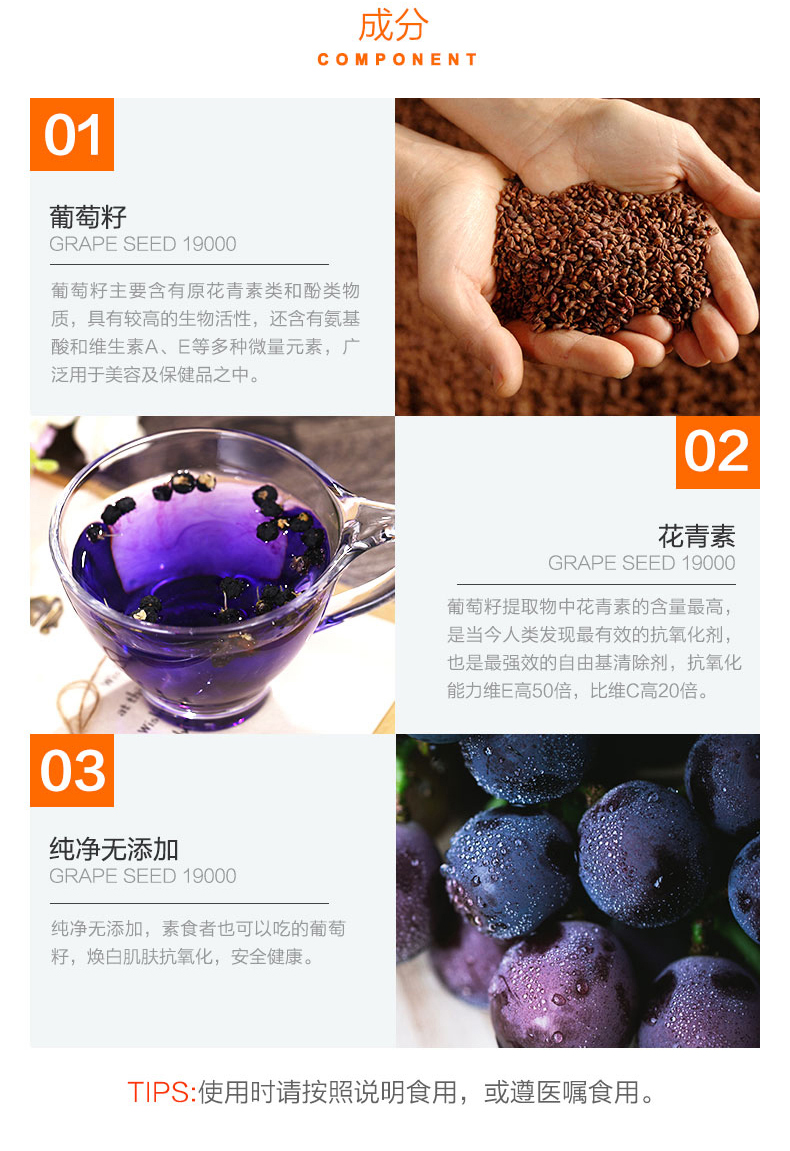 成分
COMPONENT
01
葡萄籽
GRAPE SEED 19000
葡萄籽主要含有原花青素类和酚类物
质，具有较高的生物活性，还含有氨基
酸和维生素A、E等多种微量元素，广
泛用于美容及保健品之中。
02
花青素
GRAPE SEED 19000
葡萄籽提取物中花青素的含量最高，
是当今人类发现最有效的抗氧化剂，
也是最强效的自由基清除剂，抗氧化
能力维E高50倍，比维C高20倍。
at the
03
纯净无添加
GRAPE SEED 19000
纯净无添加，素食者也可以吃的葡萄
籽，焕白肌肤抗氧化，安全健康。
TIPS:使用时请按照说明食用，或遵医嘱食用。